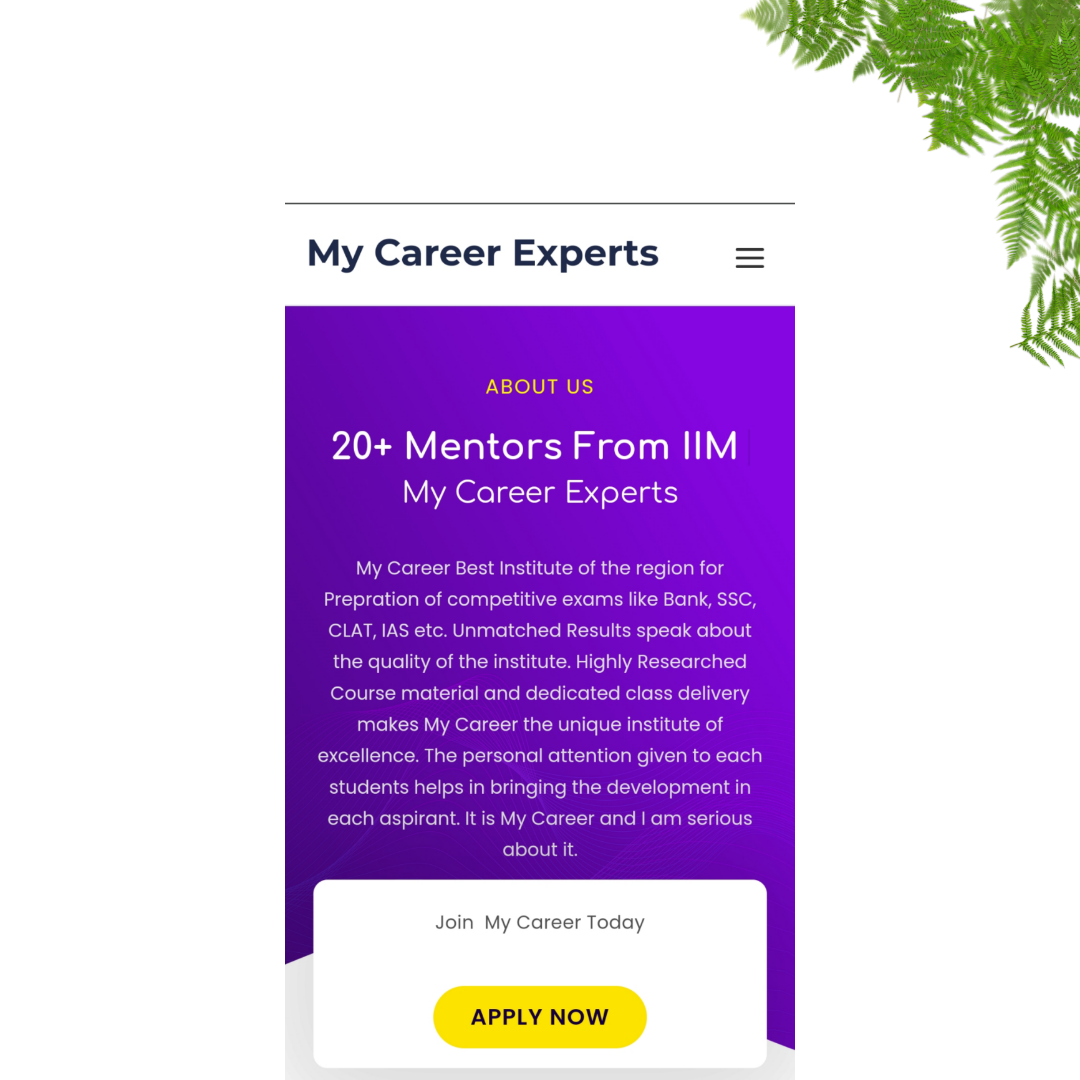 My Career Experts
ABOUT US
20+ Mentors From IIM
My Career Experts
My Career Best Institute of the region for
Prepration of competitive exams like Bank, SSC,
CLAT, IAS etc. Unmatched Results speak about
the quality of the institute. Highly Researched
Course material and dedicated class delivery
makes My Career the unique institute of
excellence. The personal attention given to each
students helps in bringing the development in
each aspirant. It is My Career and I am serious
about it.
Join  My Career Today
APPLY NOW